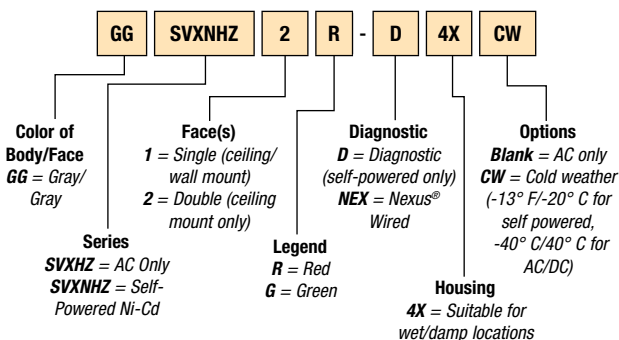 GG SVXNHZ 2 R - D 4X CW
Color of
Body/Face
GG = Gray/
Gray
Series
SVXHZ = AC Only
SVXNHZ = Self-
Powered Ni-Cd
Face(s)
1 = Single (ceiling/
wall mount)
2 = Double (ceiling
mount only)
Legend
R = Red
G = Green
Diagnostic
D = Diagnostic
(self-powered only)
NEX = Nexus®
Wired
Housing
4X = Suitable for
wet/damp locations
Options
Blank = AC only
CW = Cold weather
(-13° F/-20° C for
self powered,
-40° C/40° C for
AC/DC)